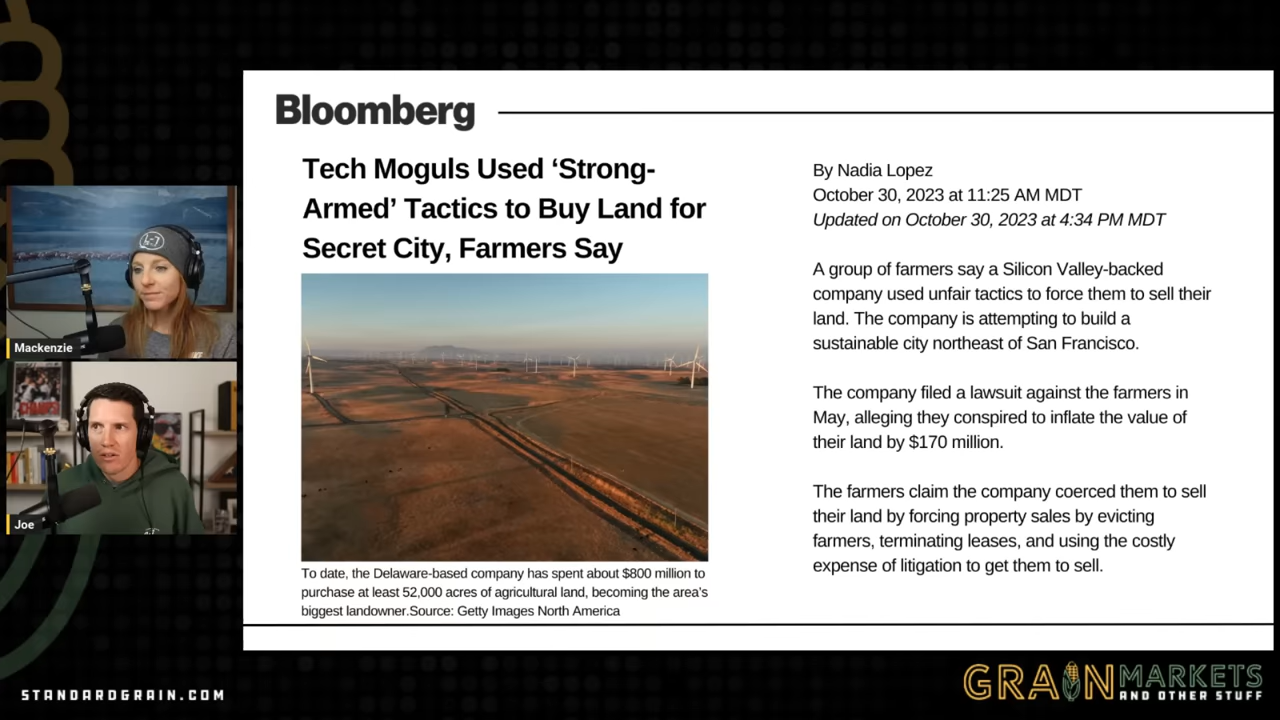 Bloomberg
Tech Moguls Used ‘Strong-
Armed’ Tactics to Buy Land for
Secret City, Farmers Say
To date, the Delaware-based company has spent about $800 million to
purchase at least 52,000 acres of agricultural land, becoming the area's
biggest landowner.Source: Getty Images North America
By Nadia Lopez
October 30, 2023 at 11:25 AM MDT
Updated on October 30, 2023 at 4:34 PM MDT
A group of farmers say a Silicon Valley-backed
company used unfair tactics to force them to sell their
land. The company is attempting to build a
sustainable city northeast of San Francisco.
The company filed a lawsuit against the farmers in
May, alleging they conspired to inflate the value of
their land by $170 million.
The farmers claim the company coerced them to sell
their land by forcing property sales by evicting
farmers, terminating leases, and using the costly
expense of litigation to get them to sell.
Mackenzie
Joe
STANDARDGRAIN.COM
GRAIN MARKETS
AND OTHER STUFF